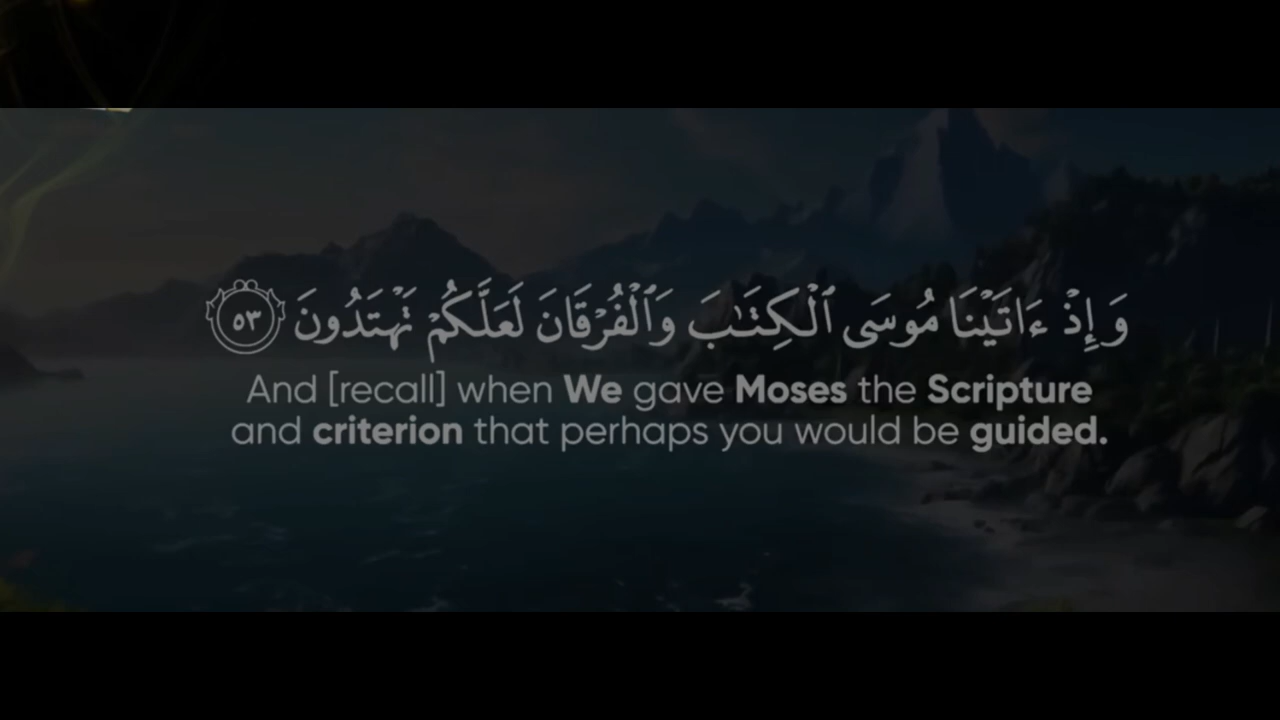 وَإِذْ ءَاتَيْنَا مُوسَى ٱلْكِتَـٰبَ وَٱلْفُرْقَانَ لَعَلَّكُمْ تَهْتَدُونَ ٥٣
And [recall] when We gave Moses the Scripture
and criterion that perhaps you would be guided.